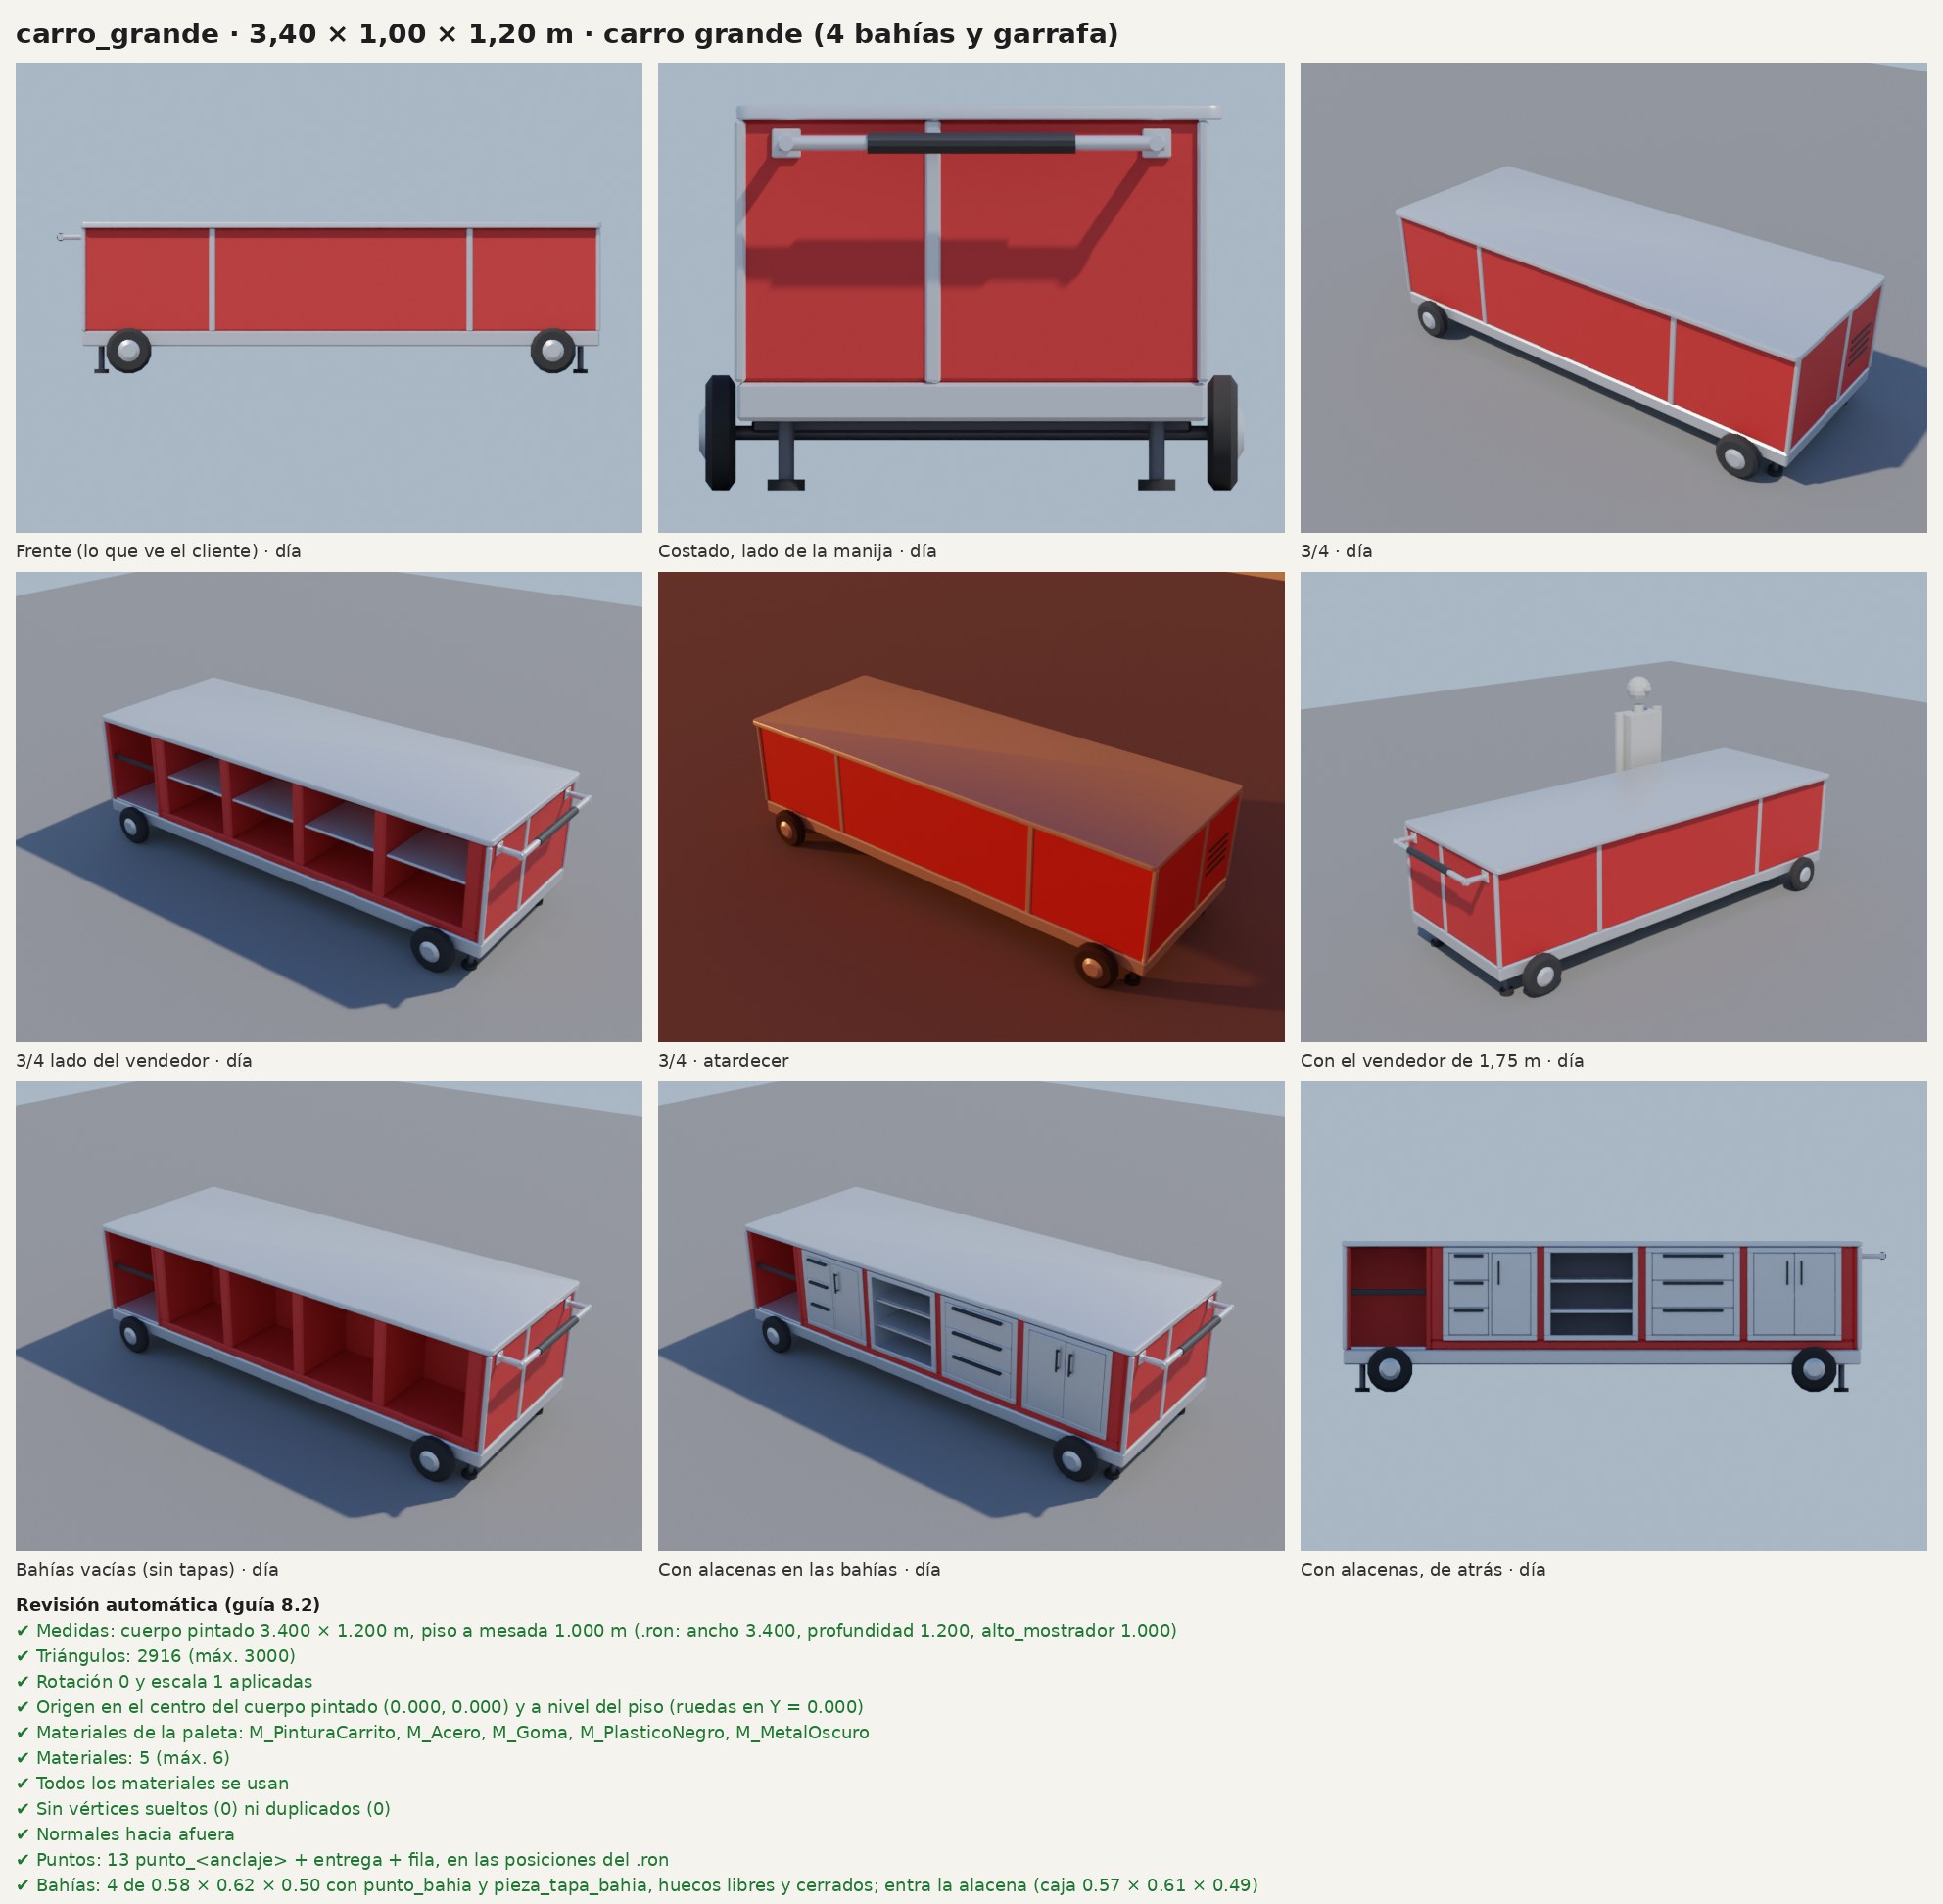 carro_grande · 3,40 × 1,00 × 1,20 m · carro grande (4 bahías y garrafa)
Frente (lo que ve el cliente) · día
Costado, lado de la manija · día
3/4 · día
3/4 lado del vendedor · día
3/4 · atardecer
Con el vendedor de 1,75 m · día
Bahías vacías (sin tapas) · día
Con alacenas en las bahías · día
Con alacenas, de atrás · día
Revisión automática (guía 8.2)
✔ Medidas: cuerpo pintado 3.400 × 1.200 m, piso a mesada 1.000 m (.ron: ancho 3.400, profundidad 1.200, alto_mostrador 1.000)
✔ Triángulos: 2916 (máx. 3000)
✔ Rotación 0 y escala 1 aplicadas
✔ Origen en el centro del cuerpo pintado (0.000, 0.000) y a nivel del piso (ruedas en Y = 0.000)
✔ Materiales de la paleta: M_PinturaCarrito, M_Acero, M_Goma, M_PlasticoNegro, M_MetalOscuro
✔ Materiales: 5 (máx. 6)
✔ Todos los materiales se usan
✔ Sin vértices sueltos (0) ni duplicados (0)
✔ Normales hacia afuera
✔ Puntos: 13 punto_<anclaje> + entrega + fila, en las posiciones del .ron
✔ Bahías: 4 de 0.58 × 0.62 × 0.50 con punto_bahia y pieza_tapa_bahia, huecos libres y cerrados; entra la alacena (caja 0.57 × 0.61 × 0.49)